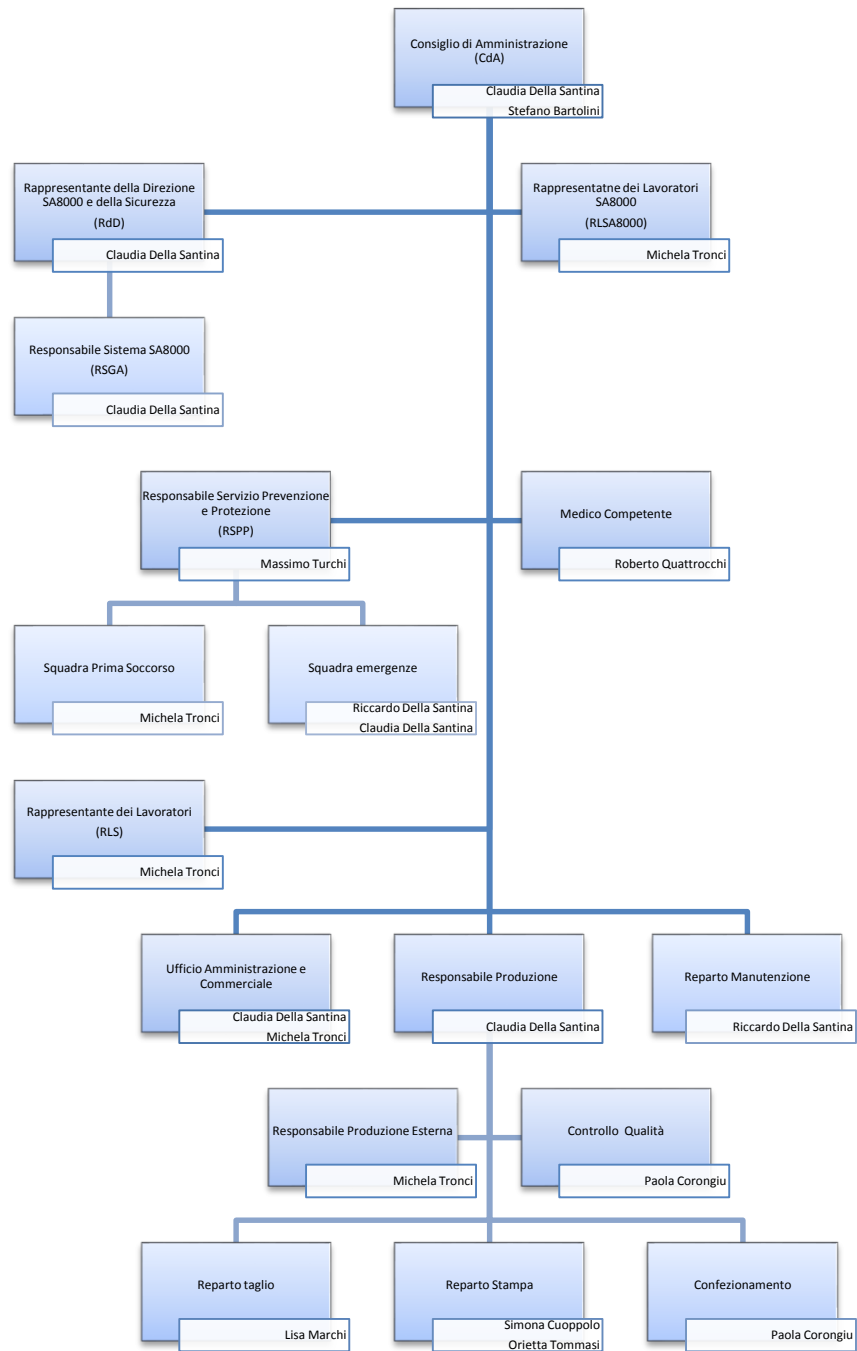 Consiglio di Amministrazione
(CdA)
Claudia Della Santina
Stefano Bartolini
Rappresentante della Direzione
SA8000 e della Sicurezza
(RdD)
Claudia Della Santina
Rappresentatne dei Lavoratori
SA8000
(RLSA8000)
Michela Tronci
Responsabile Sistema SA8000
(RSGA)
Claudia Della Santina
Responsabile Servizio Prevenzione
e Protezione
(RSPP)
Massimo Turchi
Medico Competente
Roberto Quattrocchi
Squadra Prima Soccorso
Michela Tronci
Squadra emergenze
Riccardo Della Santina
Claudia Della Santina
Rappresentante dei Lavoratori
(RLS)
Michela Tronci
Ufficio Amministrazione e
Commerciale
Claudia Della Santina
Michela Tronci
Responsabile Produzione
Claudia Della Santina
Reparto Manutenzione
Riccardo Della Santina
Responsabile Produzione Esterna
Michela Tronci
Controllo Qualità
Paola Corongiu
Reparto taglio
Lisa Marchi
Reparto Stampa
Simona Cuoppolo
Orietta Tommasi
Confezionamento
Paola Corongiu